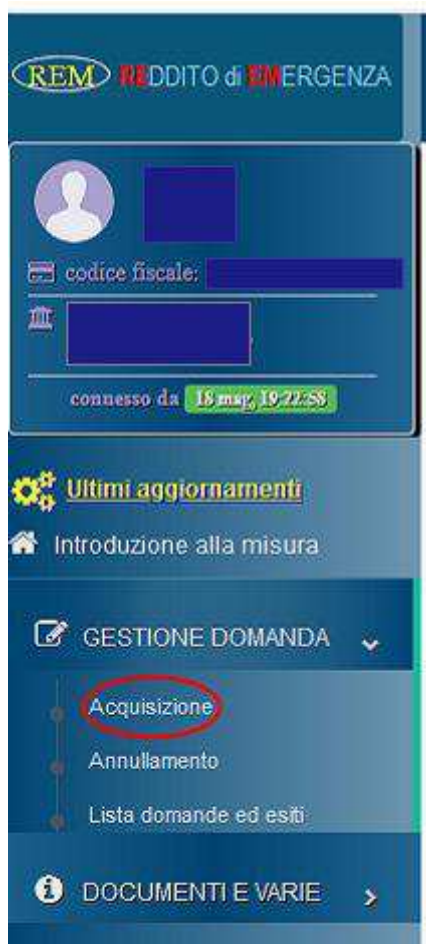 REM REDDITO di EMERGENZA
codice fiscale:
connesso da 18 mag, 19:22:58
Ultimi aggiornamenti
Introduzione alla misura
GESTIONE DOMANDA
Acquisizione
Annullamento
Lista domande ed esiti
DOCUMENTI E VARIE